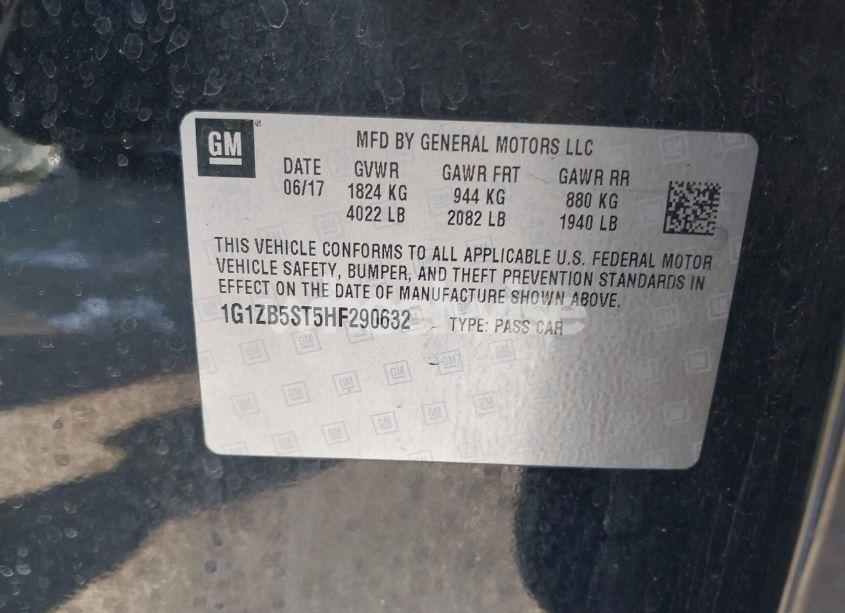 GM
MFD BY GENERAL MOTORS LLC
DATE GVWR GAWR FRT GAWR RR
06/17 1824 KG 944 KG 880 KG
4022 LB 2082 LB 1940 LB
THIS VEHICLE CONFORMS TO ALL APPLICABLE U.S. FEDERAL MOTOR
VEHICLE SAFETY, BUMPER, AND THEFT PREVENTION STANDARDS IN
EFFECT ON THE DATE OF MANUFACTURE SHOWN ABOVE.
1G1ZB5ST5HF290632 TYPE: PASS CAR